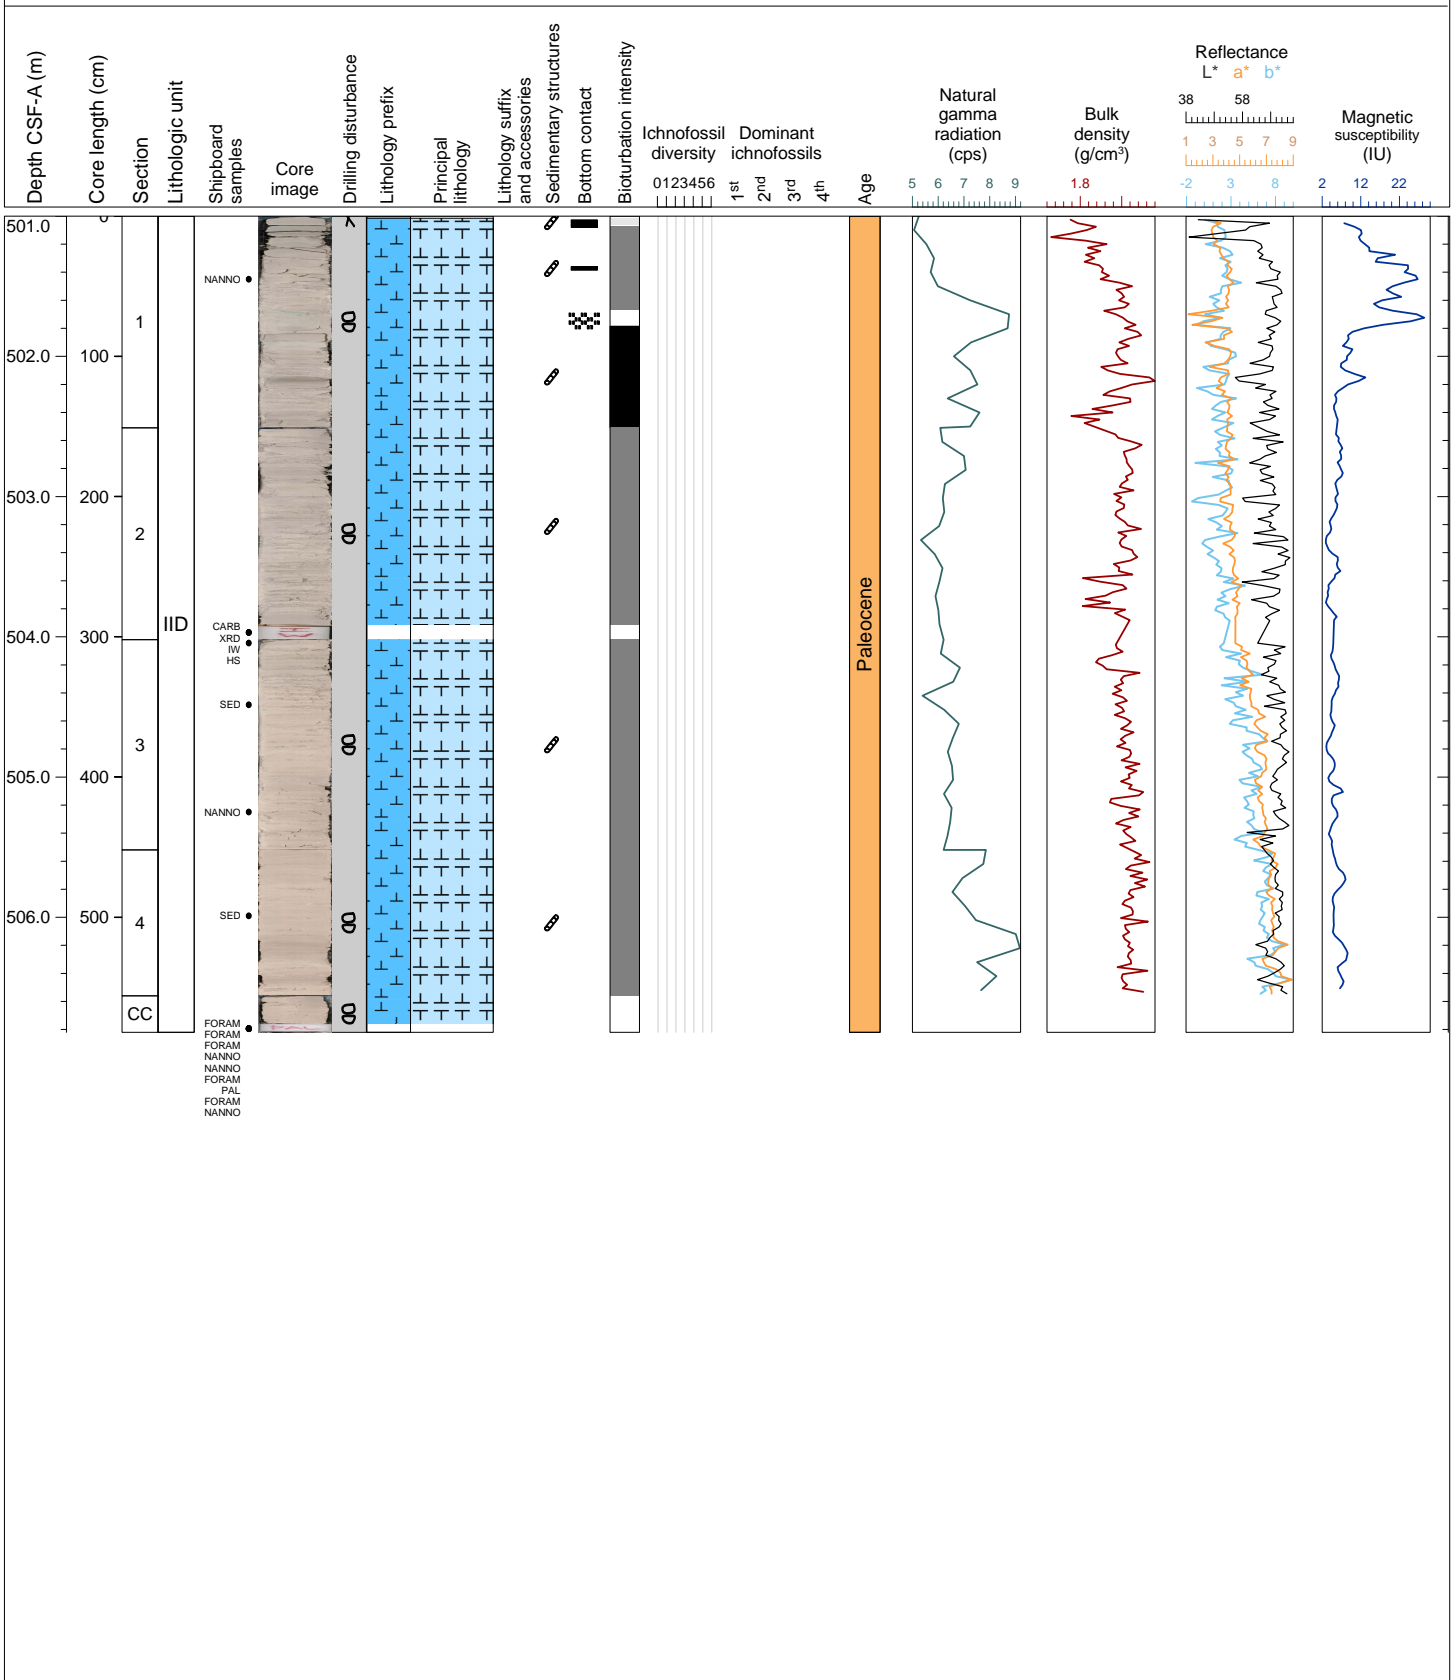 Depth CSF-A (m)
Core length (cm)
Section
Lithologic unit
Shipboard
samples
Core
image
Drilling disturbance
Lithology prefix
Principal
lithology
Lithology suffix
and accessories
Sedimentary structures
Bottom contact
Bioturbation intensity
Ichnofossil
diversity
0123456
Dominant
ichnofossils
1st
2nd
3rd
4th
Age
Natural
gamma
radiation
(cps)
5 6 7 8 9
Bulk
density
(g/cm³)
1.8
Reflectance
L* a* b*
38 58
1 3 5 7 9
-2 3 8
Magnetic
susceptibility
(IU)
2 12 22
501.0
502.0
503.0
504.0
505.0
506.0
0
100
200
300
400
500
1
2
3
4
CC
IID
NANNO
CARB
XRD
IW
HS
SED
NANNO
SED
FORAM
FORAM
FORAM
NANNO
NANNO
FORAM
PAL
FORAM
NANNO
Paleocene